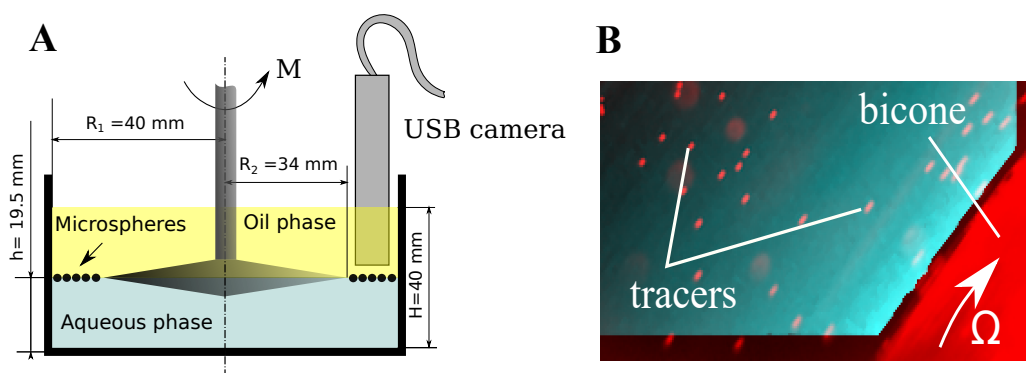 A
M
R₁ =40 mm
USB camera
R₂ =34 mm
h= 19.5 mm
Microspheres
Oil phase
H=40 mm
Aqueous phase
B
bicone
tracers
Ω